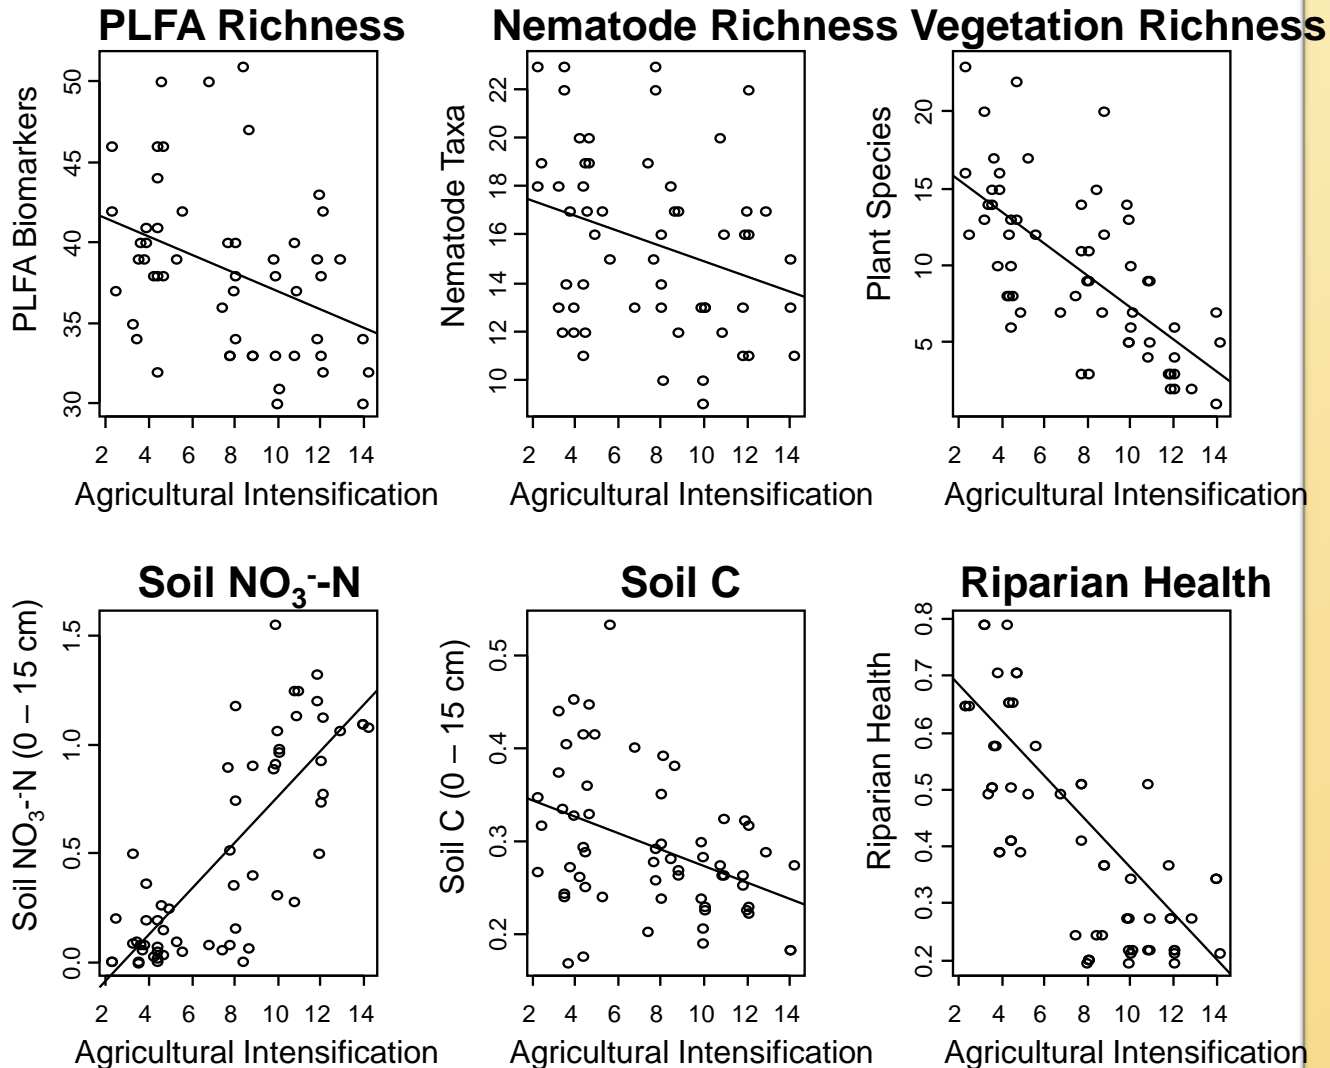 PLFA Richness
PLFA Biomarkers
50
45
40
35
30
2 4 6 8 10 12 14
Agricultural Intensification
Nematode Richness
Nematode Taxa
22
20
18
16
14
12
10
2 4 6 8 10 12 14
Agricultural Intensification
Vegetation Richness
Plant Species
20
15
10
5
2 4 6 8 10 12 14
Agricultural Intensification
Soil NO₃⁻-N
Soil NO₃⁻-N (0 – 15 cm)
1.5
1.0
0.5
0.0
2 4 6 8 10 12 14
Agricultural Intensification
Soil C
Soil C (0 – 15 cm)
0.5
0.4
0.3
0.2
2 4 6 8 10 12 14
Agricultural Intensification
Riparian Health
Riparian Health
0.8
0.7
0.6
0.5
0.4
0.3
0.2
2 4 6 8 10 12 14
Agricultural Intensification